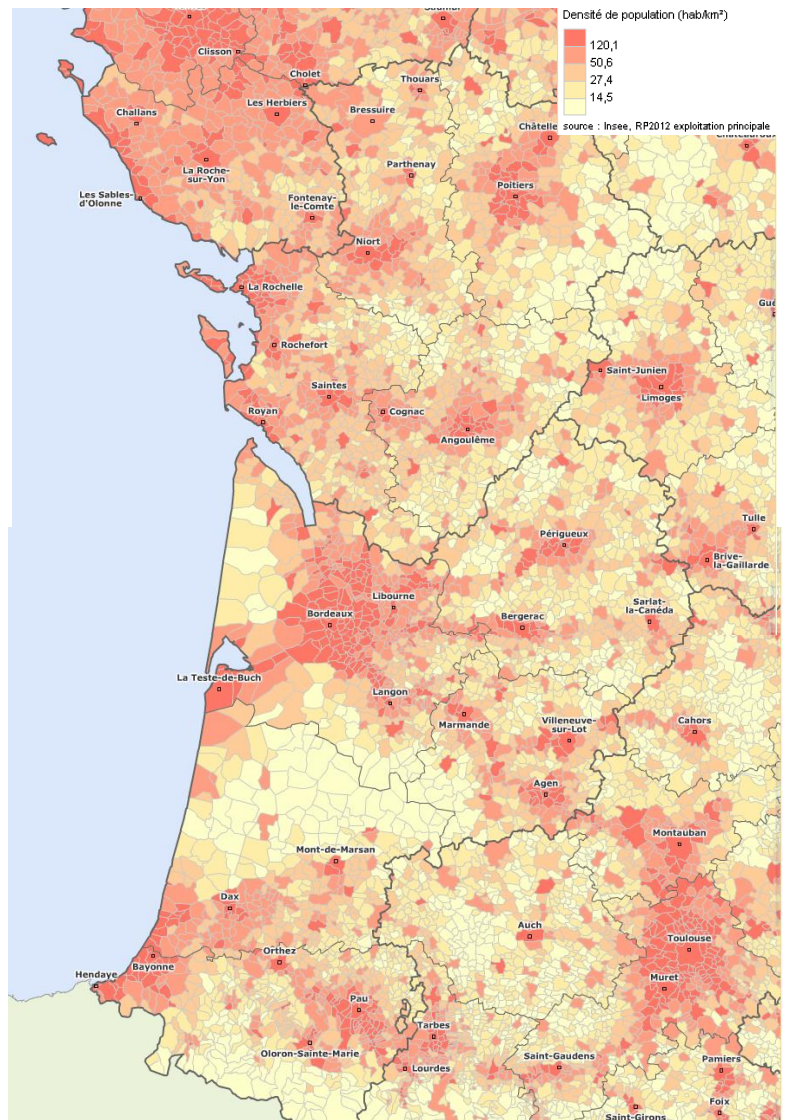 Densité de population (hab/km²)
120,1
50,6
27,4
14,5
source : Insee, RP2012 exploitation principale
Saumur
Clisson
Cholet
Thouars
Les Herbiers
Bressuire
Challans
Châtelle
Parthenay
La Roche-
sur-Yon
Poitiers
Les Sables-
d'Olonne
Fontenay-
le-Comte
Niort
La Rochelle
Gué
Rochefort
Saint-Junien
Saintes
Limoges
Cognac
Royan
Angoulême
Tulle
Périgueux
Brive-
la-Gaillarde
Libourne
Sarlat-
la-Canéda
Bordeaux
Bergerac
La Teste-de-Buch
Langon
Marmande
Villeneuve-
sur-Lot
Cahors
Agen
Montauban
Mont-de-Marsan
Dax
Auch
Toulouse
Bayonne
Orthez
Hendaye
Muret
Pau
Tarbes
Oloron-Sainte-Marie
Lourdes
Saint-Gaudens
Pamiers
Foix
Saint-Girons